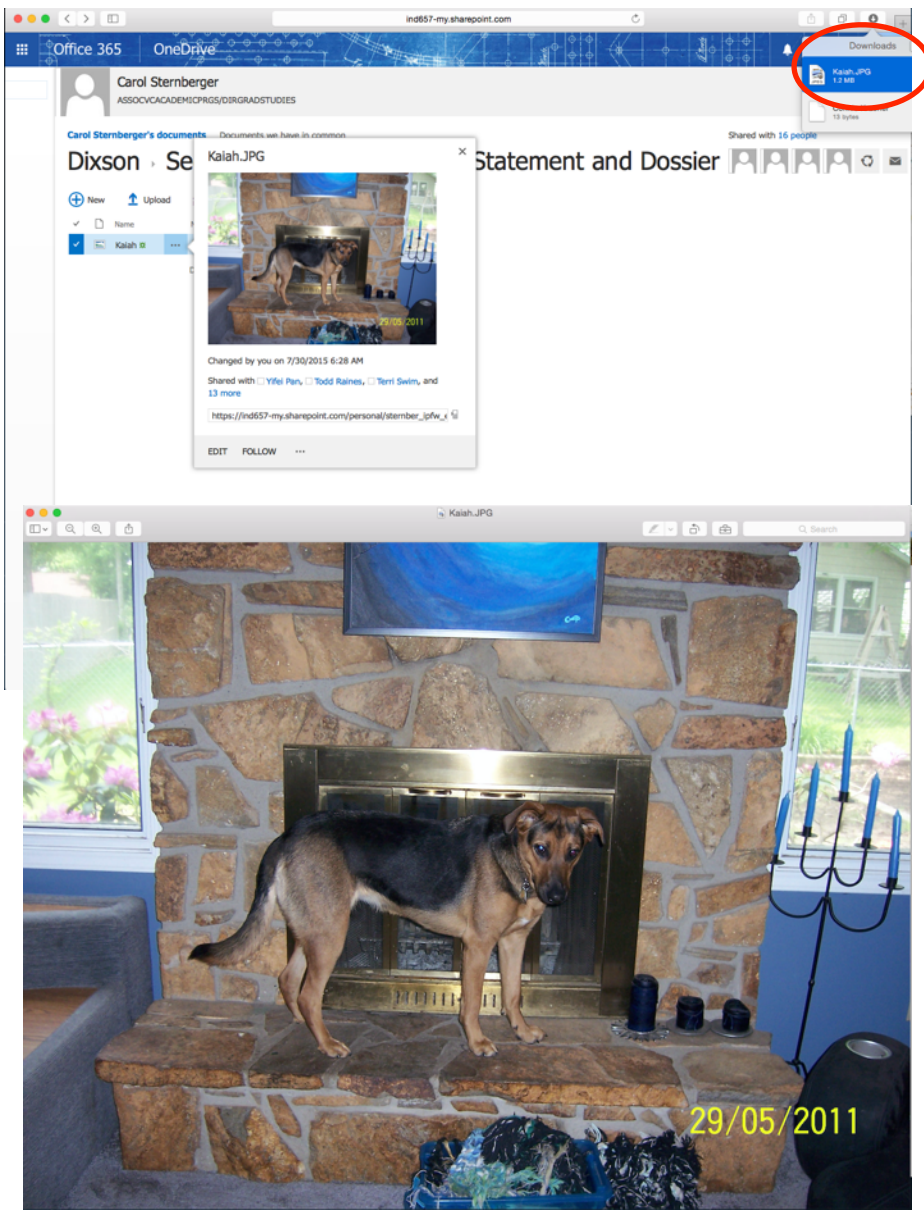 ind657-my.sharepoint.com
Office 365 OneDrive
Downloads
Kaiah.JPG
1.2 MB
13 bytes
Carol Sternberger
ASSOCVCACADEMICPRGS/DIRGRADSTUDIES
Carol Sternberger's documents Documents we have in common
Shared with 16 people
Dixson › Se Statement and Dossier
New Upload
Name
Kaiah
Kaiah.JPG
29/05/2011
Changed by you on 7/30/2015 6:28 AM
Shared with Yifei Pan, Todd Raines, Terri Swim, and
13 more
https://ind657-my.sharepoint.com/personal/sternber_ipfw_e
EDIT FOLLOW ...
Kaiah.JPG
Search
29/05/2011